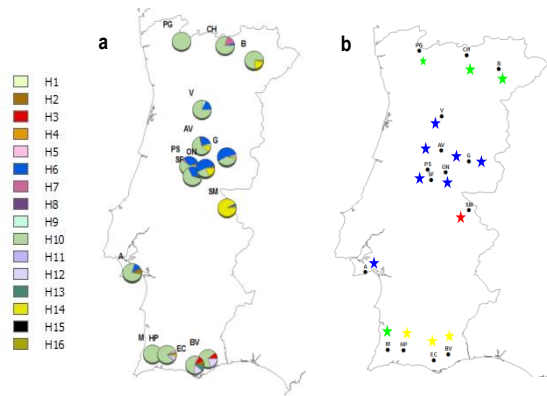 a
b
H1
H2
H3
H4
H5
H6
H7
H8
H9
H10
H11
H12
H13
H14
H15
H16
PG
CH
B
V
AV
G
PS
ON
SF
SM
A
M
HP
EC
BV
PG
CH
B
V
AV
G
PS
ON
SF
SM
A
M
HP
EC
BV